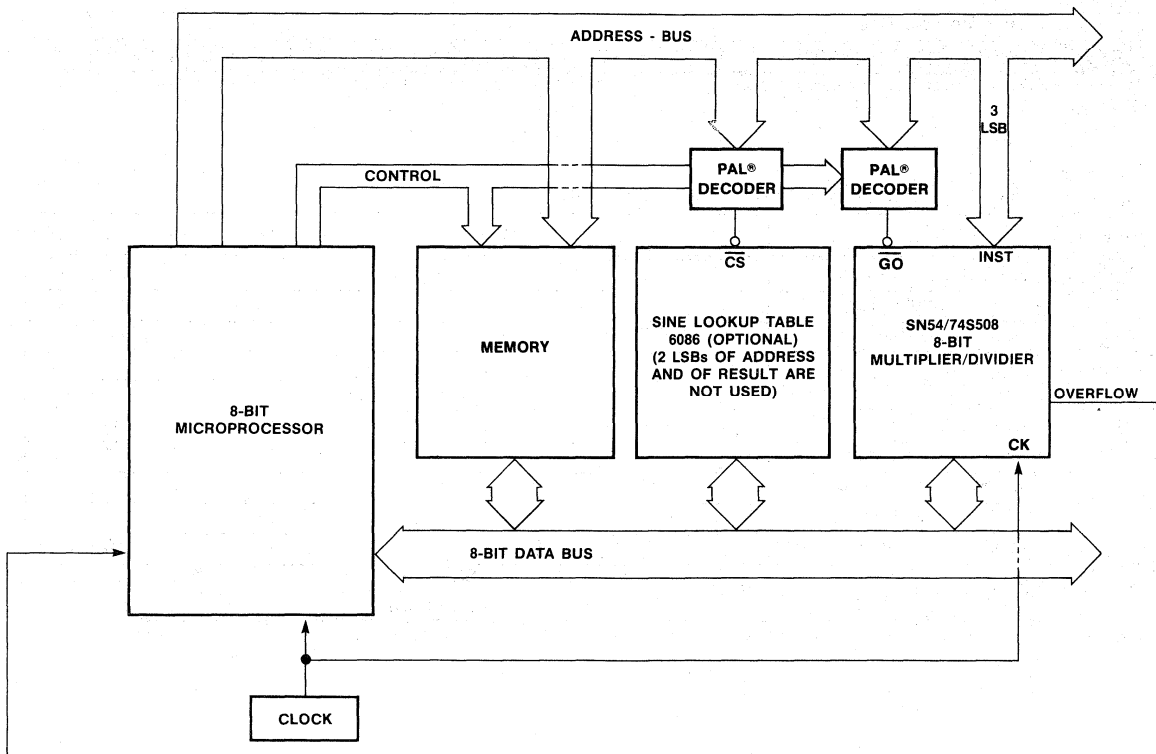 ADDRESS - BUS
3
LSB
CONTROL
PAL®
DECODER
PAL®
DECODER
CS
GO
INST
8-BIT
MICROPROCESSOR
MEMORY
SINE LOOKUP TABLE
6086 (OPTIONAL)
(2 LSBs OF ADDRESS
AND OF RESULT ARE
NOT USED)
SN54/74S508
8-BIT
MULTIPLIER/DIVIDIER
OVERFLOW
CK
8-BIT DATA BUS
CLOCK